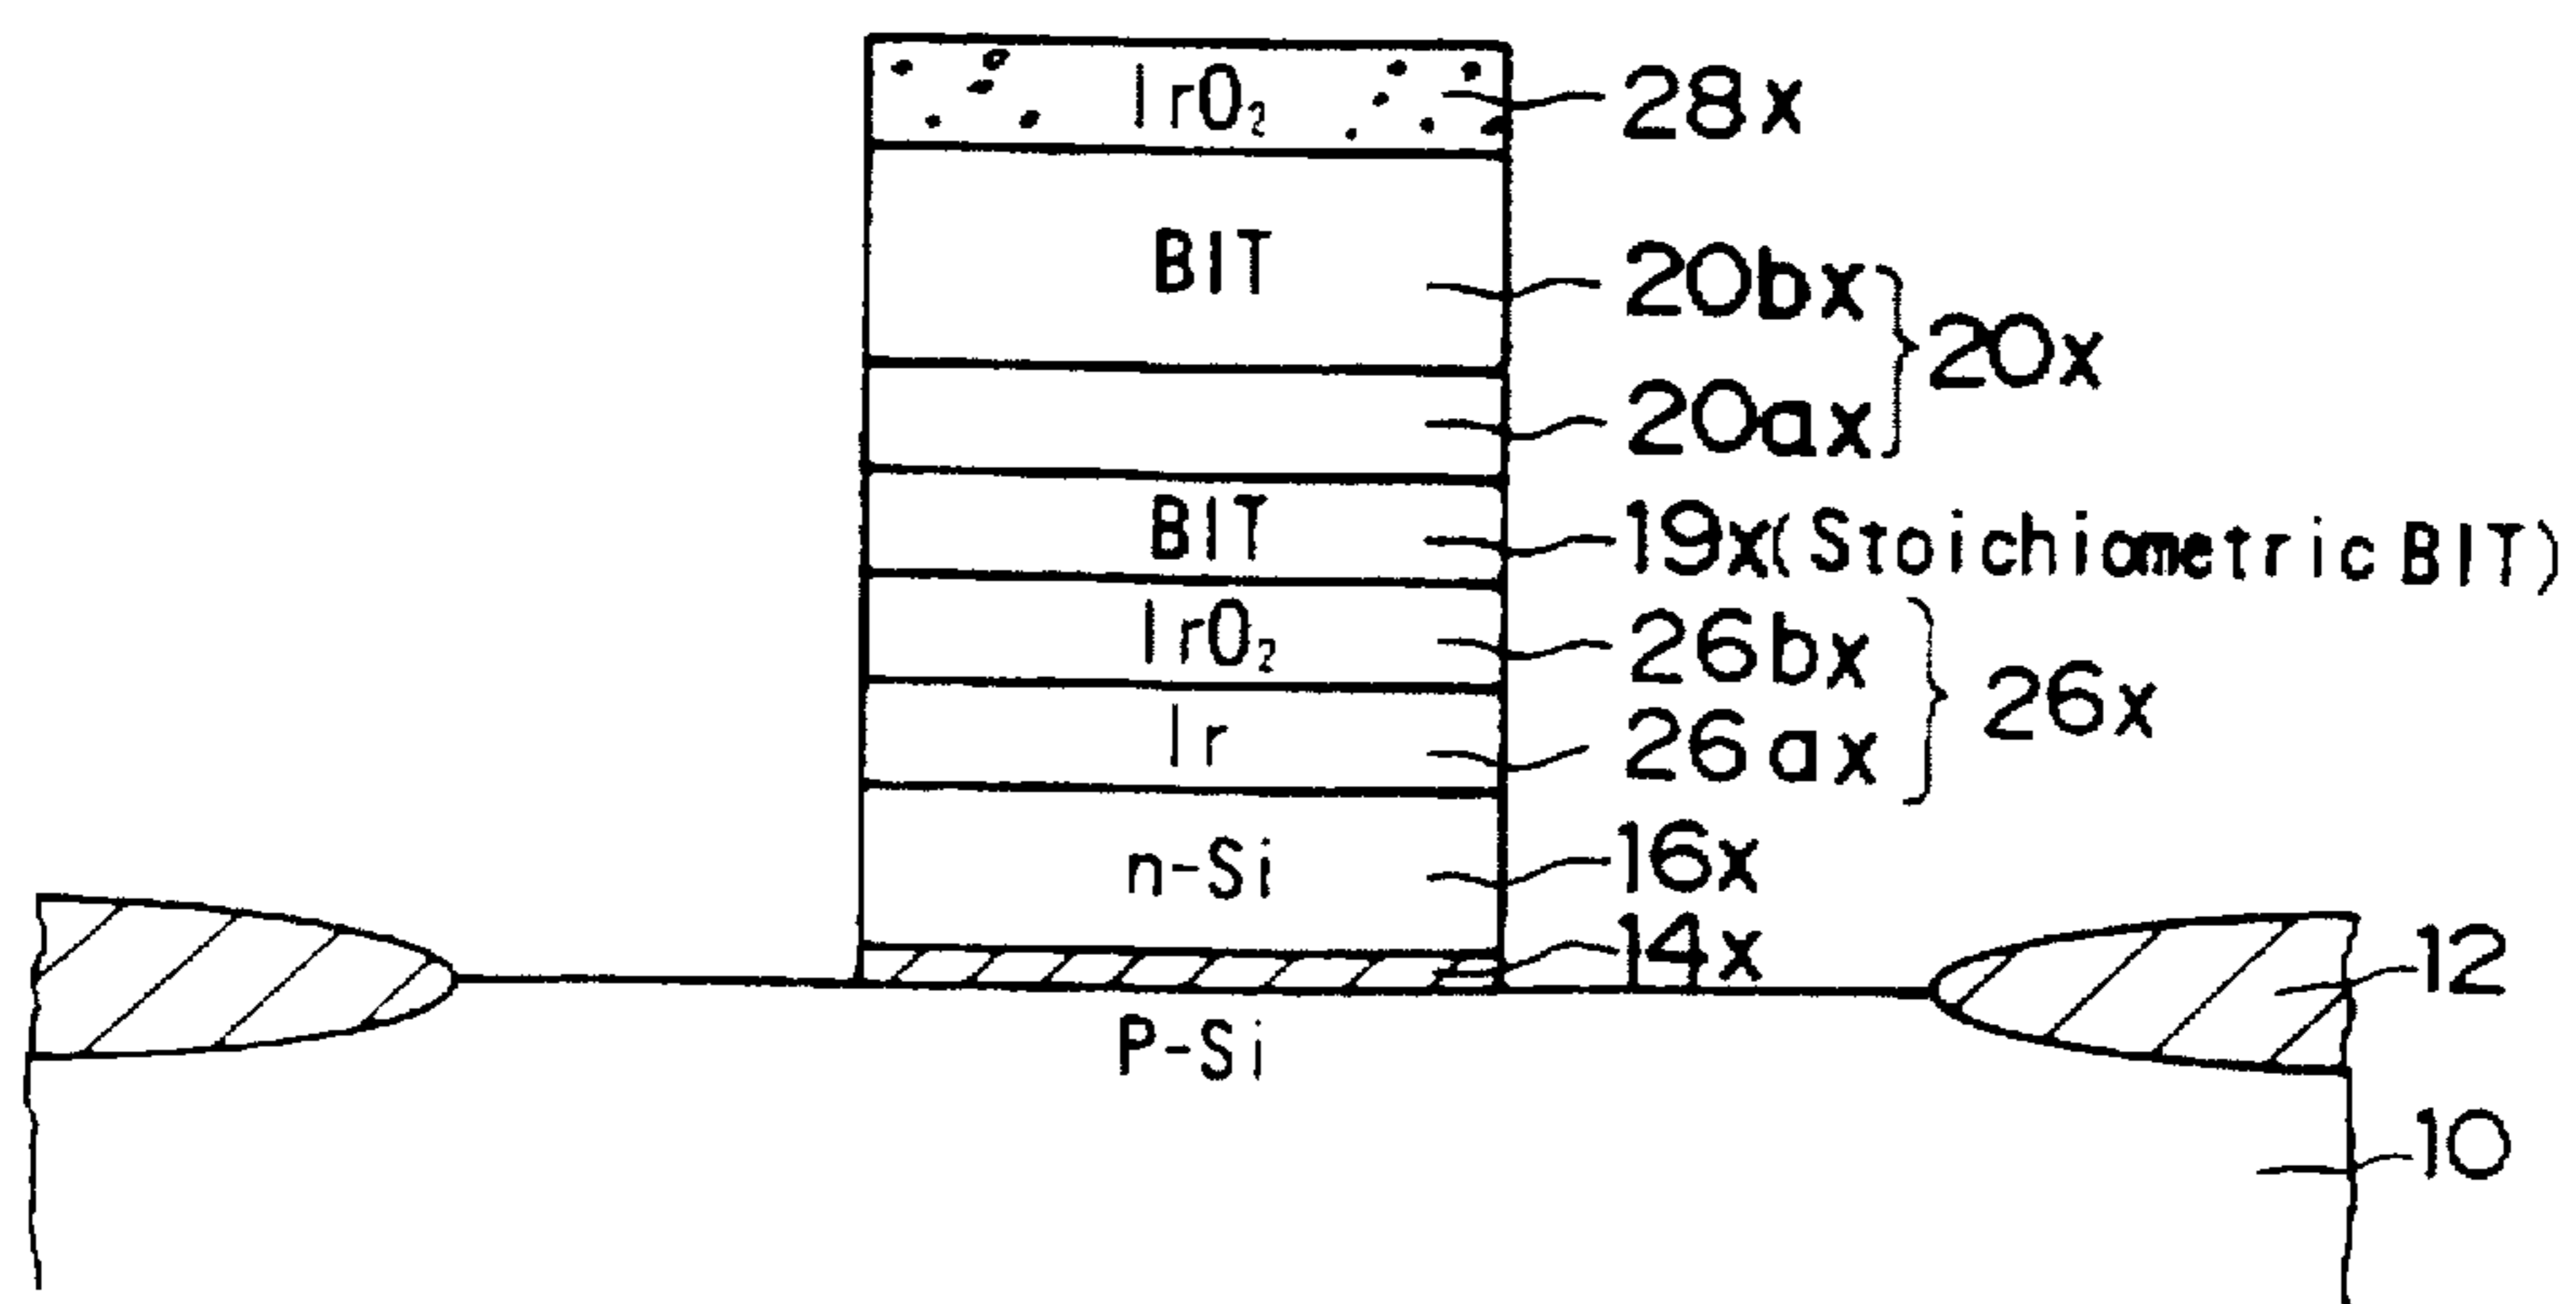 IrO₂ 28x
BIT 20bx
20x
20ax
BIT 19x(Stoichiometric BIT)
IrO₂ 26bx
26x
Ir 26ax
n-Si 16x
14x
12
P-Si
10